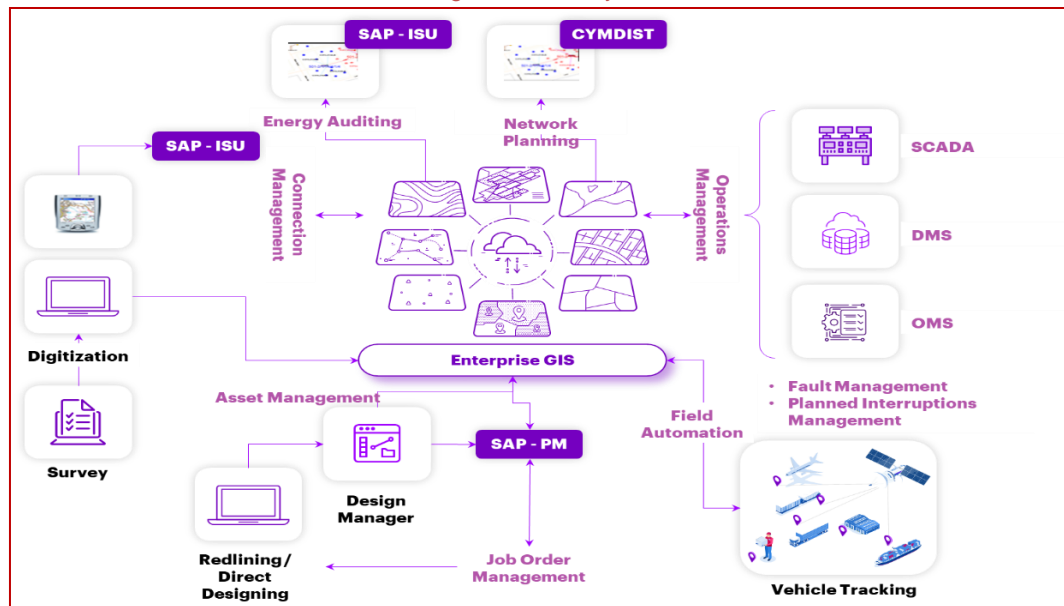 SAP - ISU
CYMDIST
Energy Auditing
Network
Planning
SAP - ISU
Connection
Management
Operations
Management
SCADA
DMS
OMS
Digitization
Enterprise GIS
Asset Management
• Fault Management
• Planned Interruptions
Management
Field
Automation
SAP - PM
Survey
Design
Manager
Redlining/
Direct
Designing
Job Order
Management
Vehicle Tracking